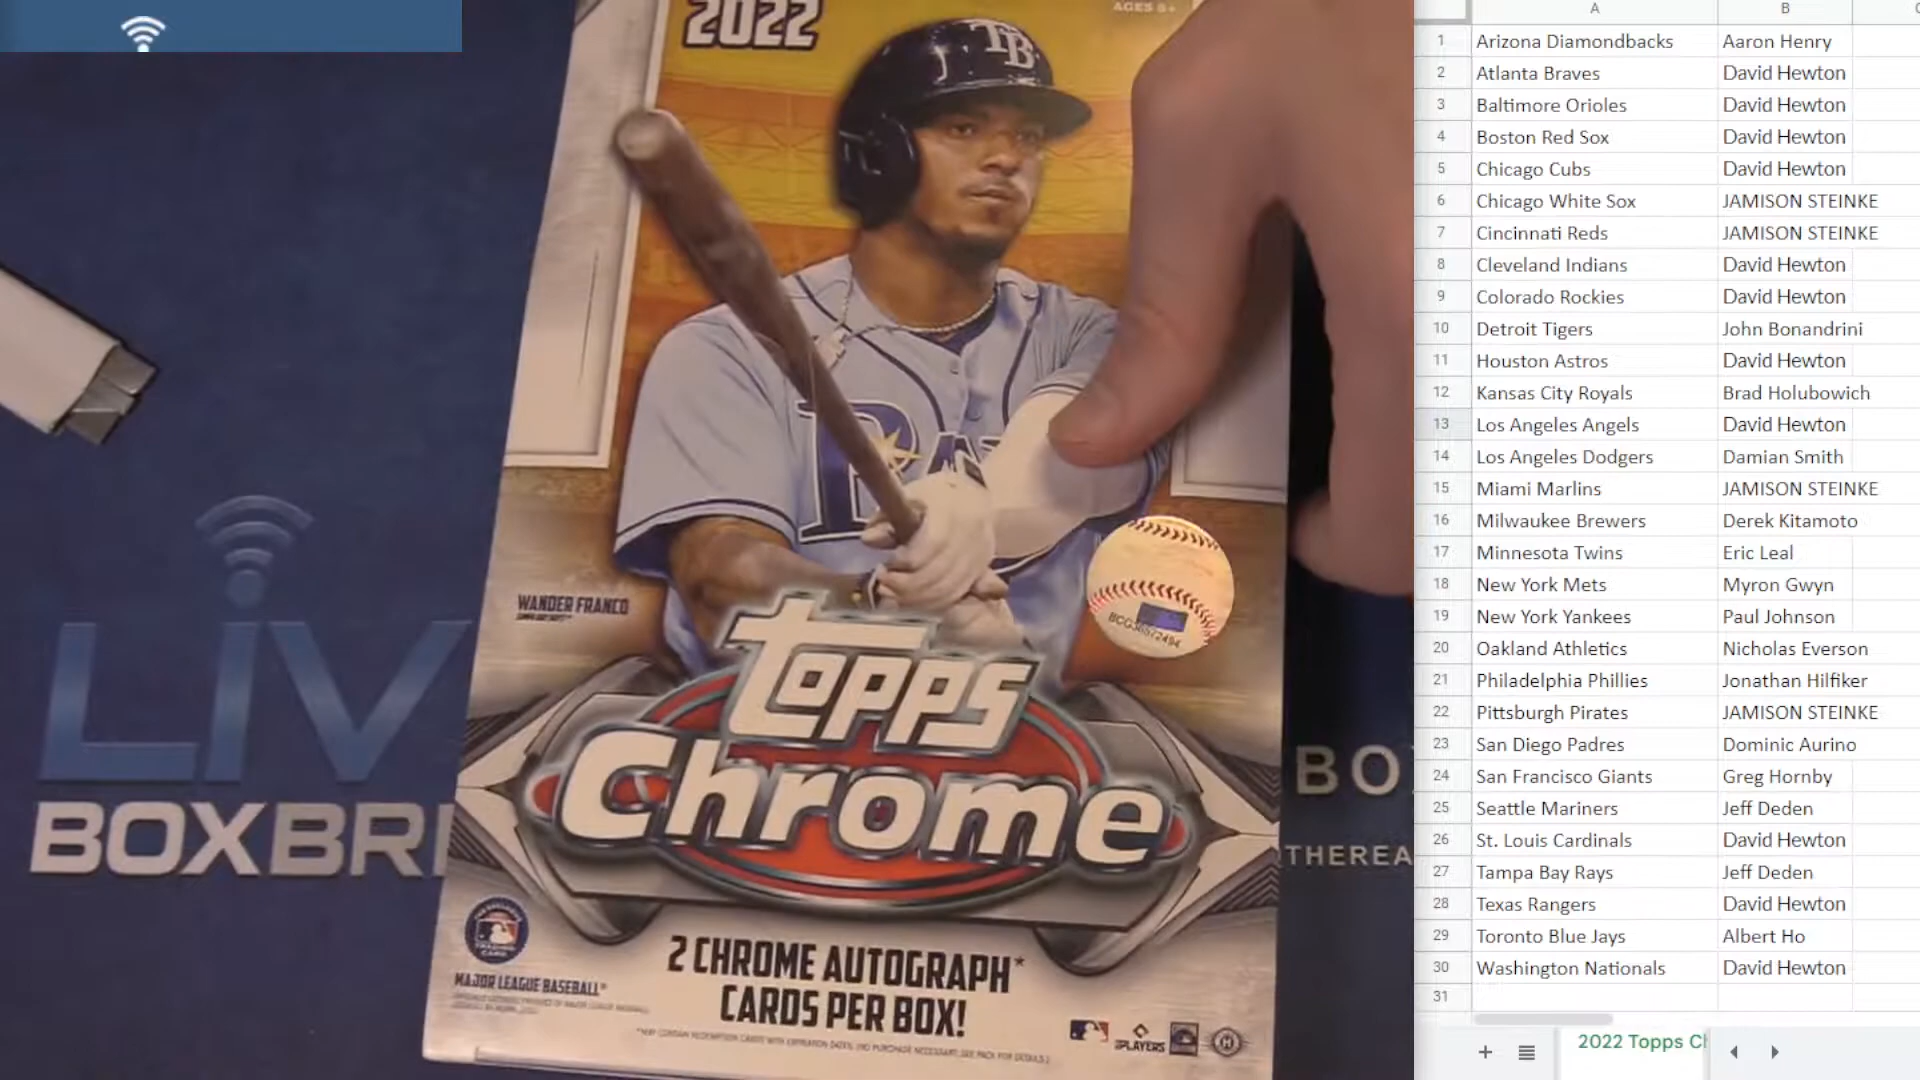 2022
AGES 8+
TB
WANDER FRANCO
Topps
Chrome
2 CHROME AUTOGRAPH*
CARDS PER BOX!
MAJOR LEAGUE BASEBALL®
LIV
BOXBR
BO
THEREA
A B
1 Arizona Diamondbacks Aaron Henry
2 Atlanta Braves David Hewton
3 Baltimore Orioles David Hewton
4 Boston Red Sox David Hewton
5 Chicago Cubs David Hewton
6 Chicago White Sox JAMISON STEINKE
7 Cincinnati Reds JAMISON STEINKE
8 Cleveland Indians David Hewton
9 Colorado Rockies David Hewton
10 Detroit Tigers John Bonandrini
11 Houston Astros David Hewton
12 Kansas City Royals Brad Holubowich
13 Los Angeles Angels David Hewton
14 Los Angeles Dodgers Damian Smith
15 Miami Marlins JAMISON STEINKE
16 Milwaukee Brewers Derek Kitamoto
17 Minnesota Twins Eric Leal
18 New York Mets Myron Gwyn
19 New York Yankees Paul Johnson
20 Oakland Athletics Nicholas Everson
21 Philadelphia Phillies Jonathan Hilfiker
22 Pittsburgh Pirates JAMISON STEINKE
23 San Diego Padres Dominic Aurino
24 San Francisco Giants Greg Hornby
25 Seattle Mariners Jeff Deden
26 St. Louis Cardinals David Hewton
27 Tampa Bay Rays Jeff Deden
28 Texas Rangers David Hewton
29 Toronto Blue Jays Albert Ho
30 Washington Nationals David Hewton
31
2022 Topps Ch